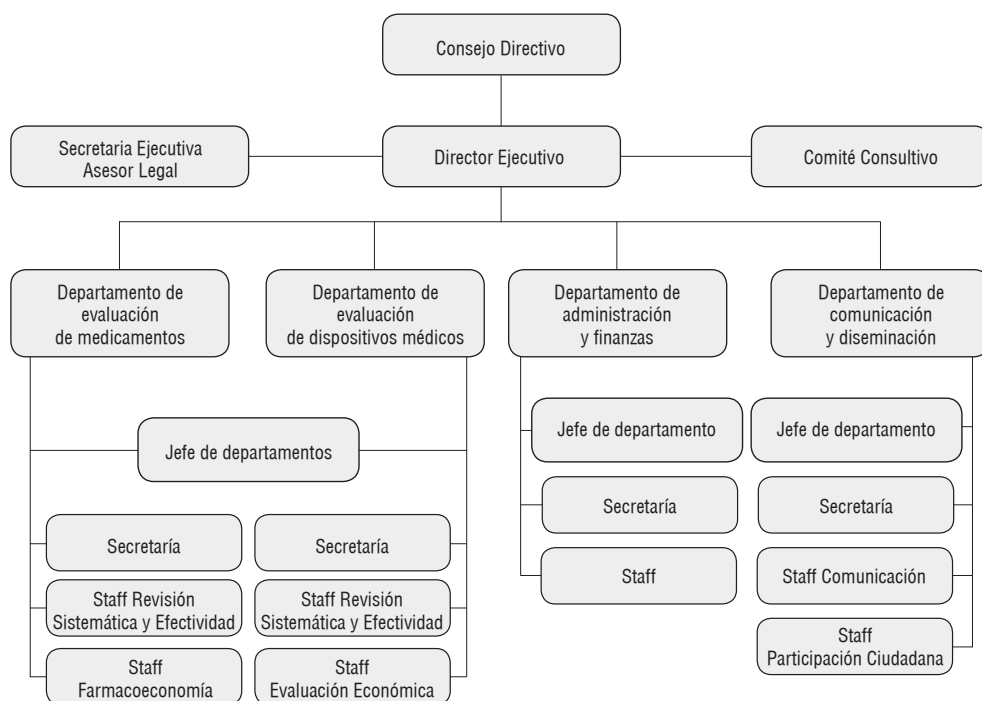 Consejo Directivo
Secretaria Ejecutiva
Asesor Legal
Director Ejecutivo
Comité Consultivo
Departamento de
evaluación
de medicamentos
Departamento de
evaluación
de dispositivos médicos
Departamento de
administración
y finanzas
Departamento de
comunicación
y diseminación
Jefe de departamentos
Jefe de departamento
Jefe de departamento
Secretaría
Secretaría
Secretaría
Secretaría
Staff Revisión
Sistemática y Efectividad
Staff Revisión
Sistemática y Efectividad
Staff
Staff Comunicación
Staff
Farmacoeconomía
Staff
Evaluación Económica
Staff
Participación Ciudadana